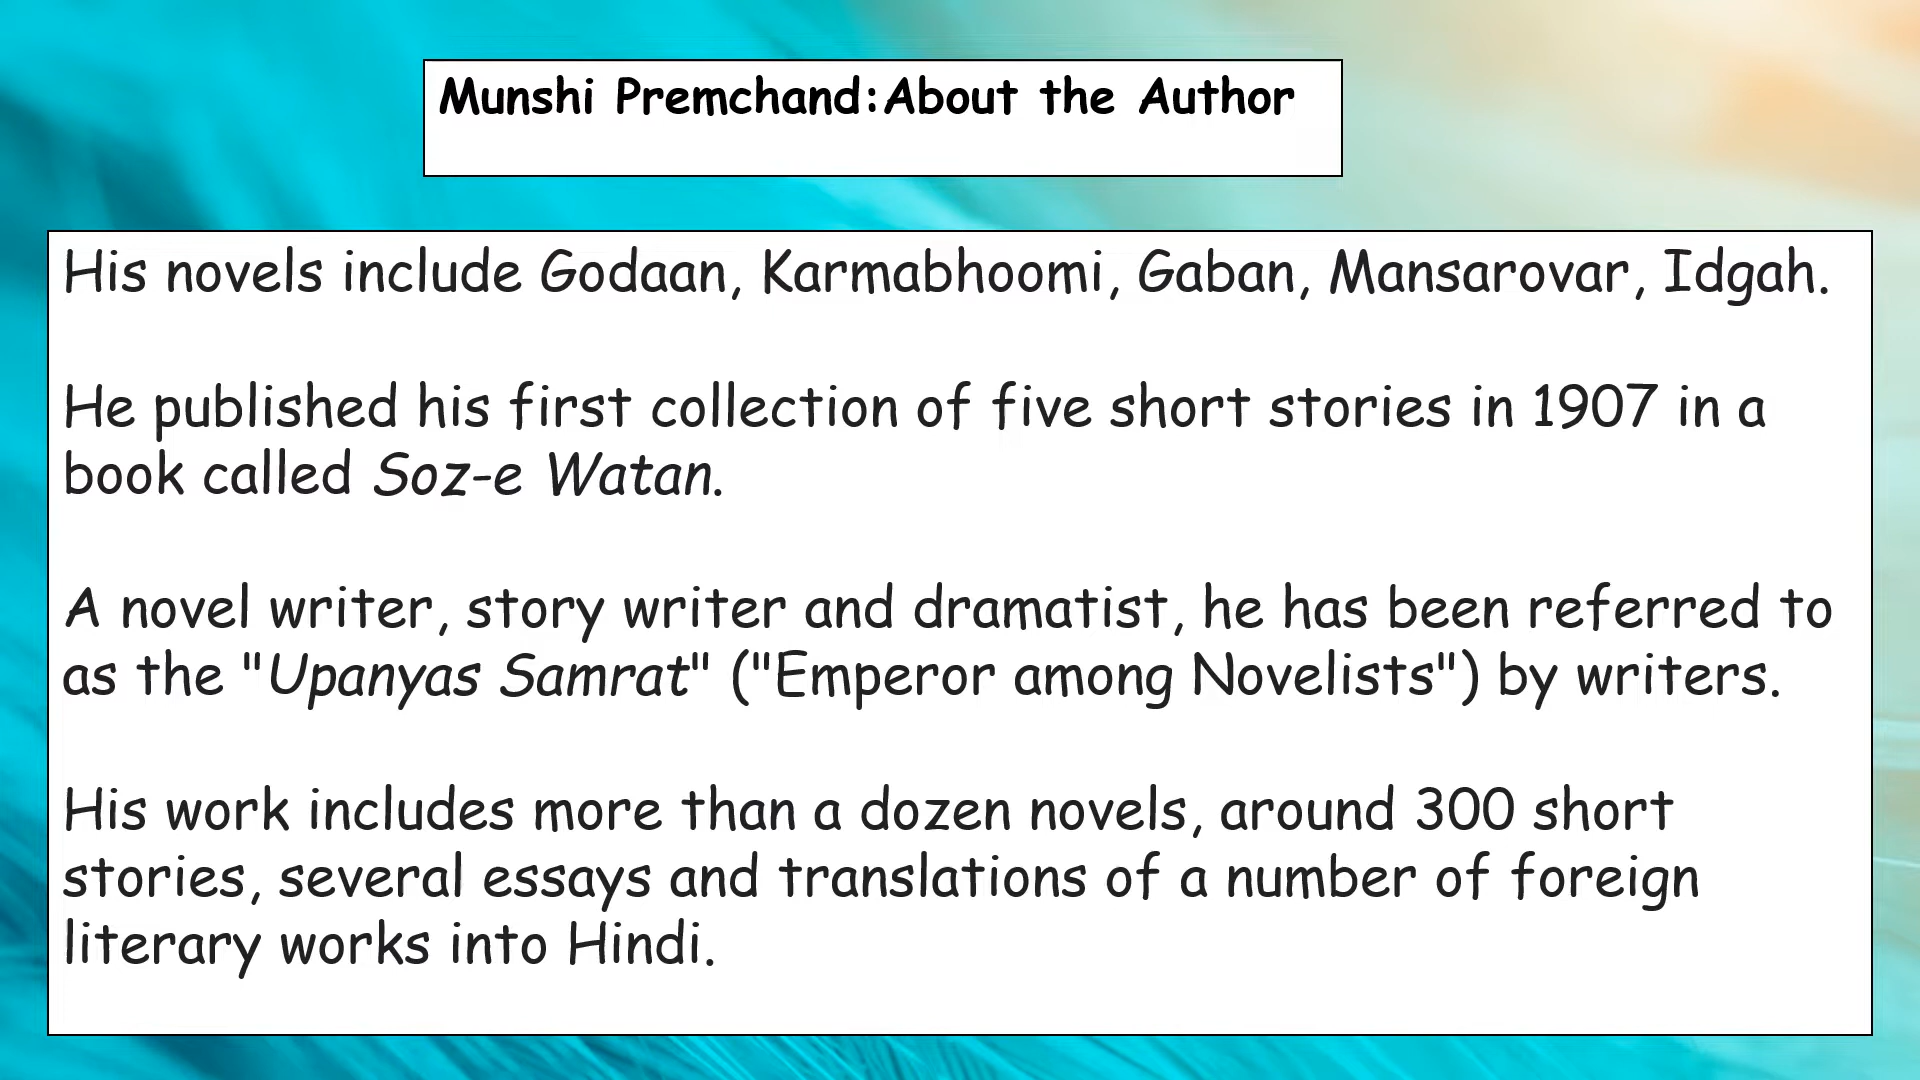 Munshi Premchand:About the Author
His novels include Godaan, Karmabhoomi, Gaban, Mansarovar, Idgah.
He published his first collection of five short stories in 1907 in a
book called Soz-e Watan.
A novel writer, story writer and dramatist, he has been referred to
as the "Upanyas Samrat" ("Emperor among Novelists") by writers.
His work includes more than a dozen novels, around 300 short
stories, several essays and translations of a number of foreign
literary works into Hindi.